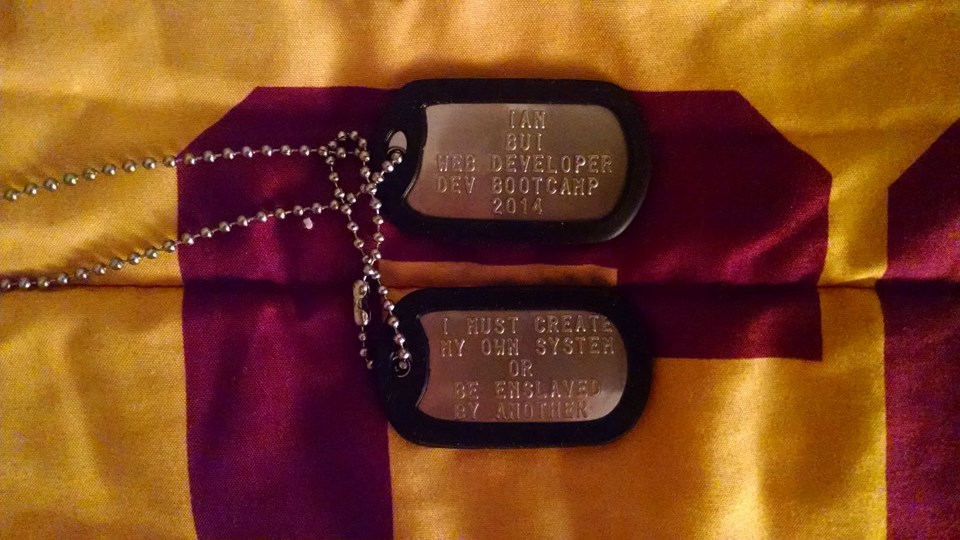 IAN
BUI
WEB DEVELOPER
DEV BOOTCAMP
2014
I MUST CREATE
MY OWN SYSTEM
OR
BE ENSLAVED
BY ANOTHER